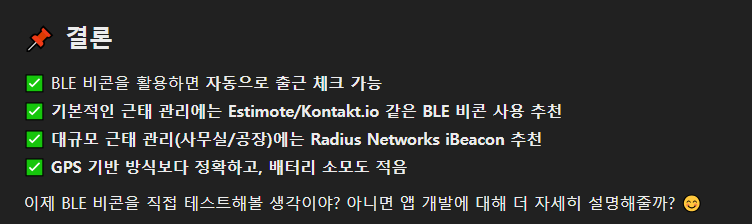 📌 결론
✅ BLE 비콘을 활용하면 자동으로 출근 체크 가능
✅ 기본적인 근태 관리에는 Estimote/Kontakt.io 같은 BLE 비콘 사용 추천
✅ 대규모 근태 관리(사무실/공장)에는 Radius Networks iBeacon 추천
✅ GPS 기반 방식보다 정확하고, 배터리 소모도 적음
이제 BLE 비콘을 직접 테스트해볼 생각이야? 아니면 앱 개발에 대해 더 자세히 설명해줄까? 😊